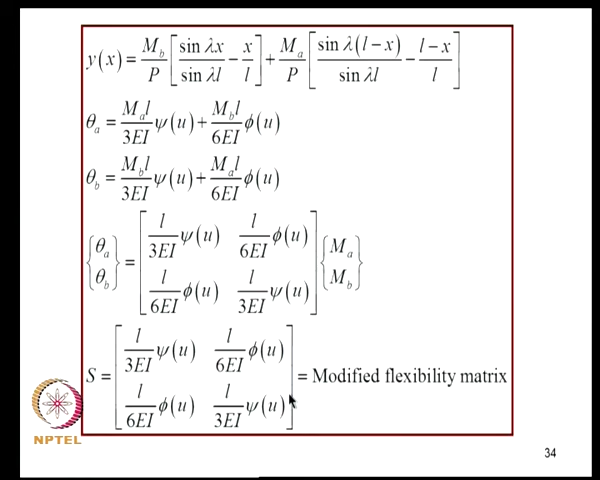 y(x) = M_b/P [sin λx / sin λl − x/l] + M_a/P [sin λ(l−x) / sin λl − (l−x)/l]
θ_a = M_a l/3EI ψ(u) + M_b l/6EI φ(u)
θ_b = M_b l/3EI ψ(u) + M_a l/6EI φ(u)
{θ_a θ_b} = [l/3EI ψ(u) l/6EI φ(u) l/6EI φ(u) l/3EI ψ(u)] {M_a M_b}
S = [l/3EI ψ(u) l/6EI φ(u) l/6EI φ(u) l/3EI ψ(u)] = Modified flexibility matrix
NPTEL
34